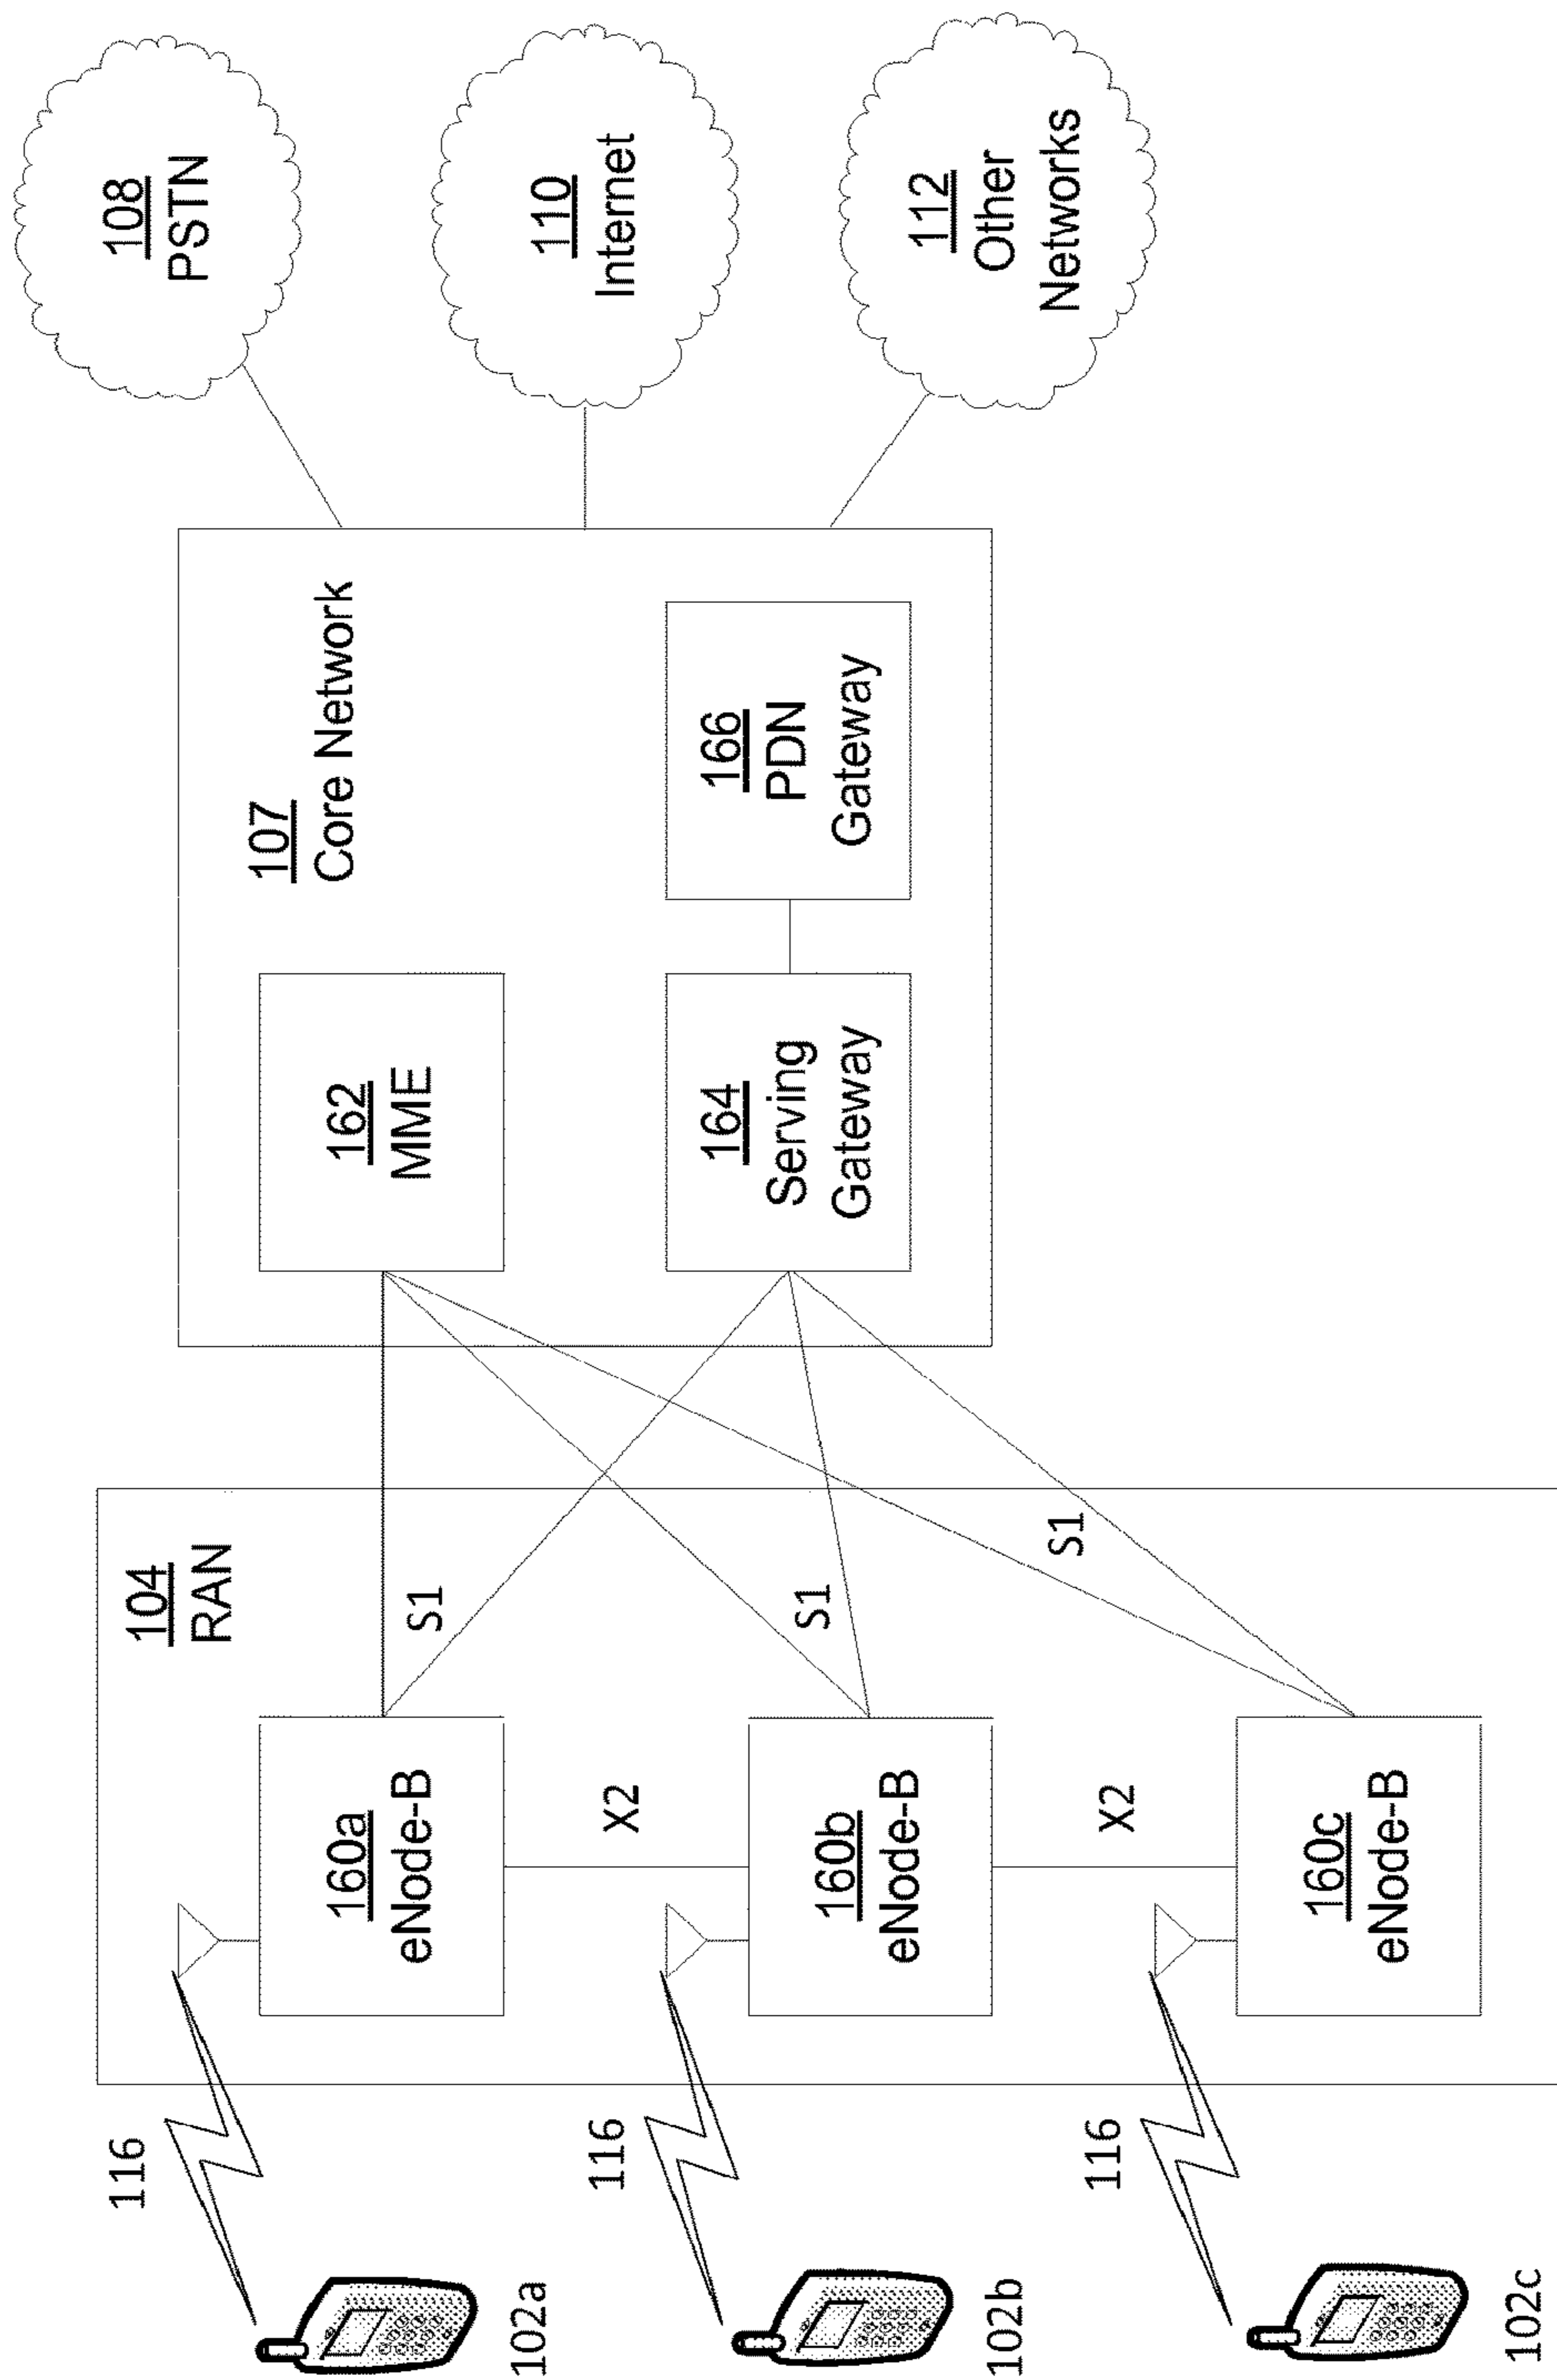 116
102a
116
102b
116
102c
104
RAN
160a
eNode-B
X2
160b
eNode-B
X2
160c
eNode-B
S1
S1
S1
107
Core Network
162
MME
164
Serving
Gateway
166
PDN
Gateway
108
PSTN
110
Internet
112
Other
Networks